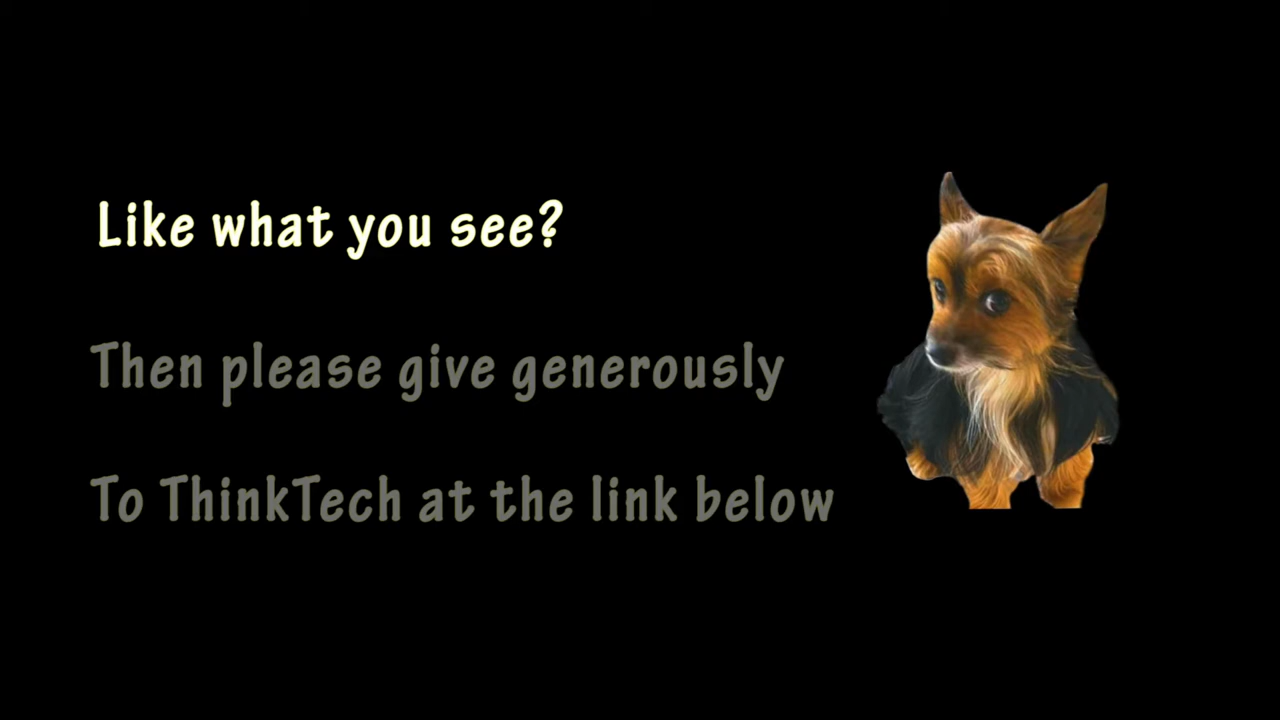 Like what you see?
Then please give generously
To ThinkTech at the link below